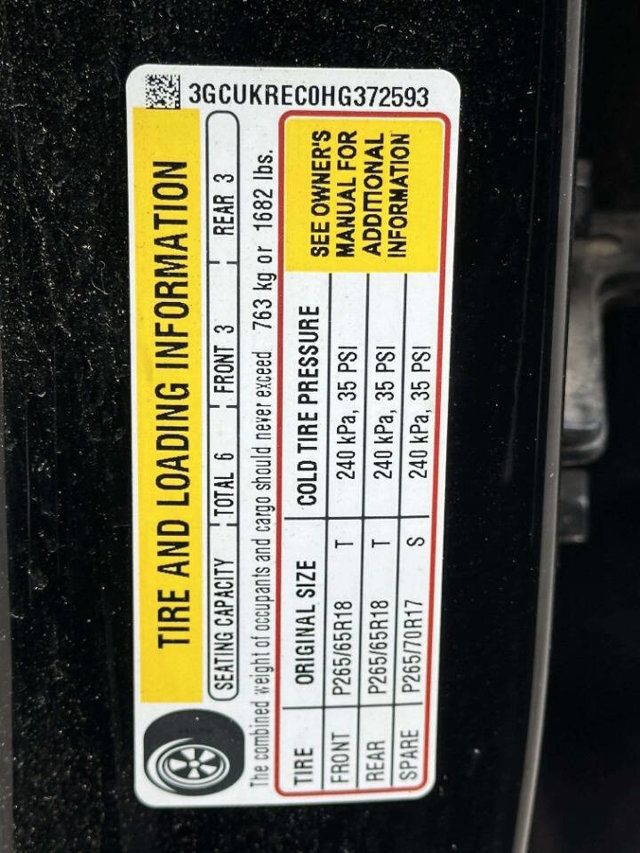 3GCUKREC0HG372593
TIRE AND LOADING INFORMATION
SEATING CAPACITY TOTAL 6 FRONT 3 REAR 3
The combined weight of occupants and cargo should never exceed 763 kg or 1682 lbs.
TIRE ORIGINAL SIZE COLD TIRE PRESSURE
FRONT P265/65R18 T 240 kPa, 35 PSI
REAR P265/65R18 T 240 kPa, 35 PSI
SPARE P265/70R17 S 240 kPa, 35 PSI
SEE OWNER'S
MANUAL FOR
ADDITIONAL
INFORMATION